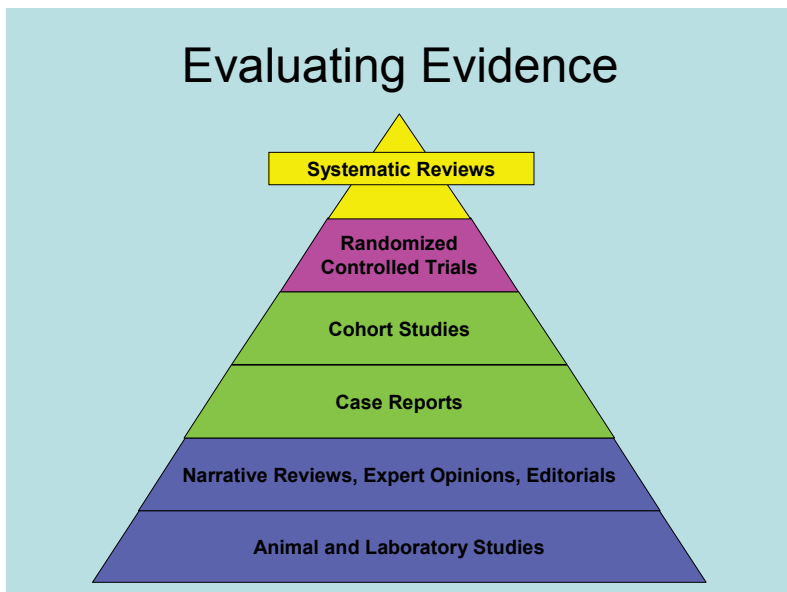 Evaluating Evidence
Systematic Reviews
Randomized
Controlled Trials
Cohort Studies
Case Reports
Narrative Reviews, Expert Opinions, Editorials
Animal and Laboratory Studies